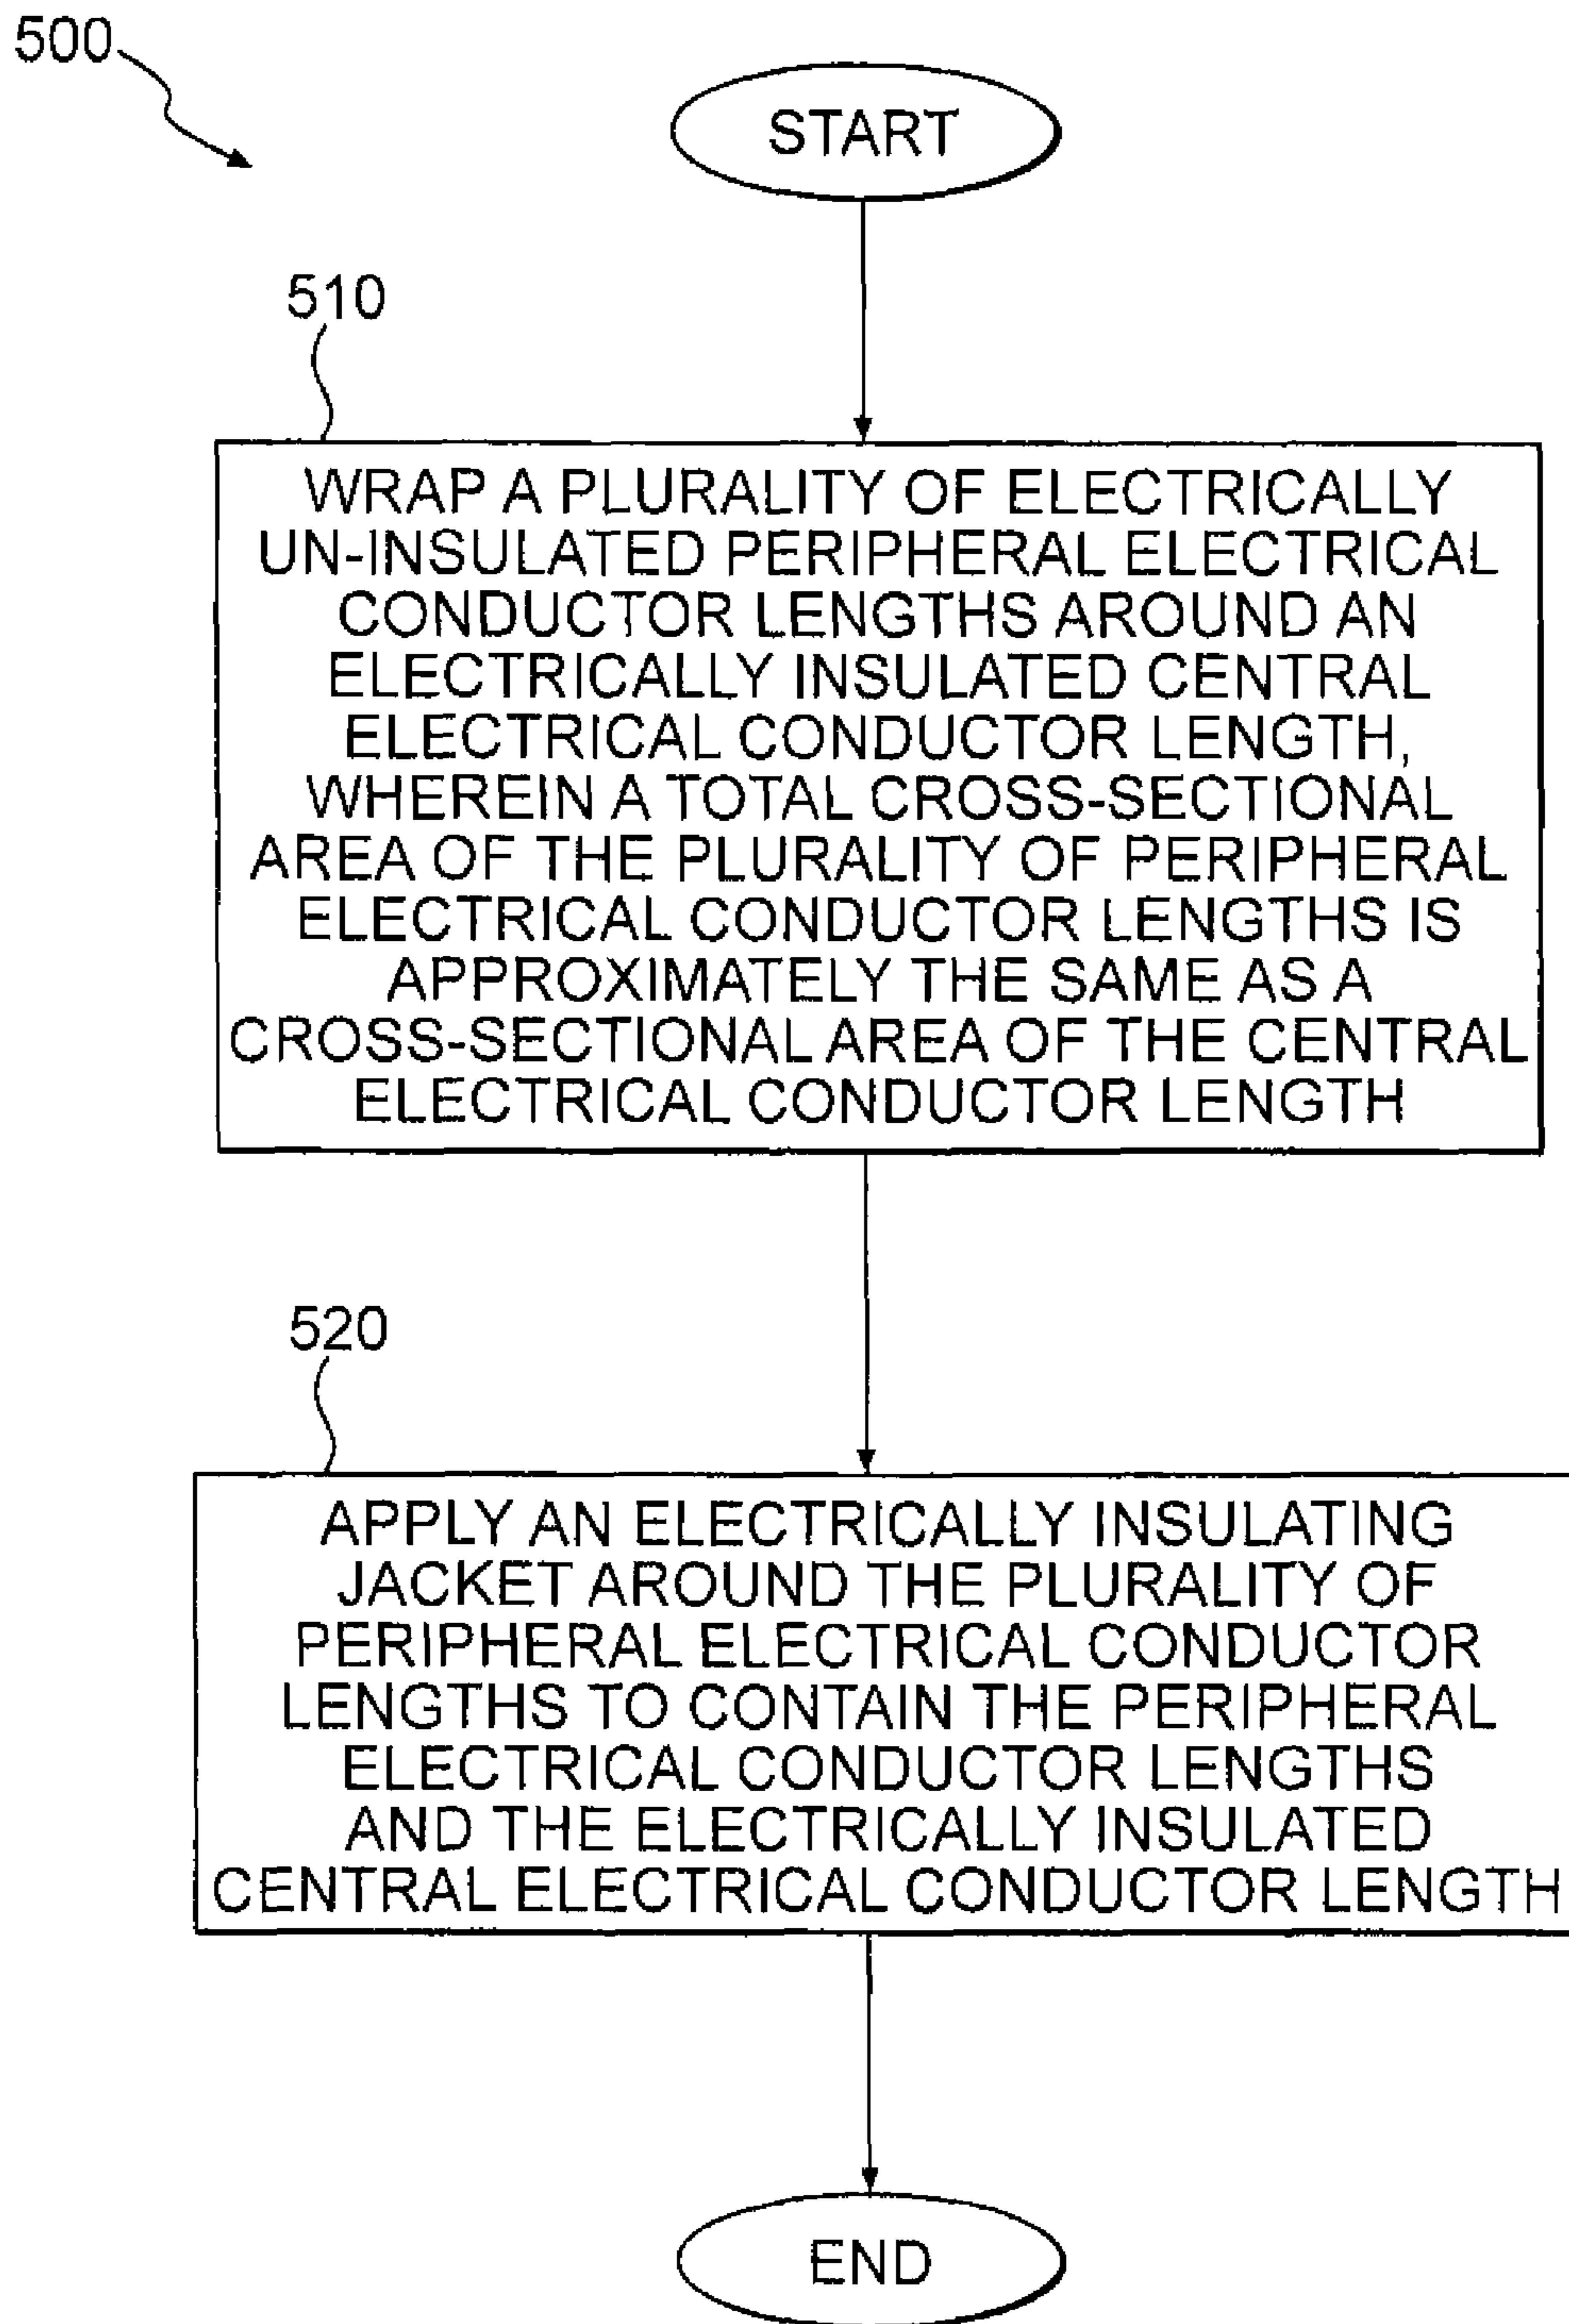 500
START
510
WRAP A PLURALITY OF ELECTRICALLY
UN-INSULATED PERIPHERAL ELECTRICAL
CONDUCTOR LENGTHS AROUND AN
ELECTRICALLY INSULATED CENTRAL
ELECTRICAL CONDUCTOR LENGTH,
WHEREIN A TOTAL CROSS-SECTIONAL
AREA OF THE PLURALITY OF PERIPHERAL
ELECTRICAL CONDUCTOR LENGTHS IS
APPROXIMATELY THE SAME AS A
CROSS-SECTIONAL AREA OF THE CENTRAL
ELECTRICAL CONDUCTOR LENGTH
520
APPLY AN ELECTRICALLY INSULATING
JACKET AROUND THE PLURALITY OF
PERIPHERAL ELECTRICAL CONDUCTOR
LENGTHS TO CONTAIN THE PERIPHERAL
ELECTRICAL CONDUCTOR LENGTHS
AND THE ELECTRICALLY INSULATED
CENTRAL ELECTRICAL CONDUCTOR LENGTH
END